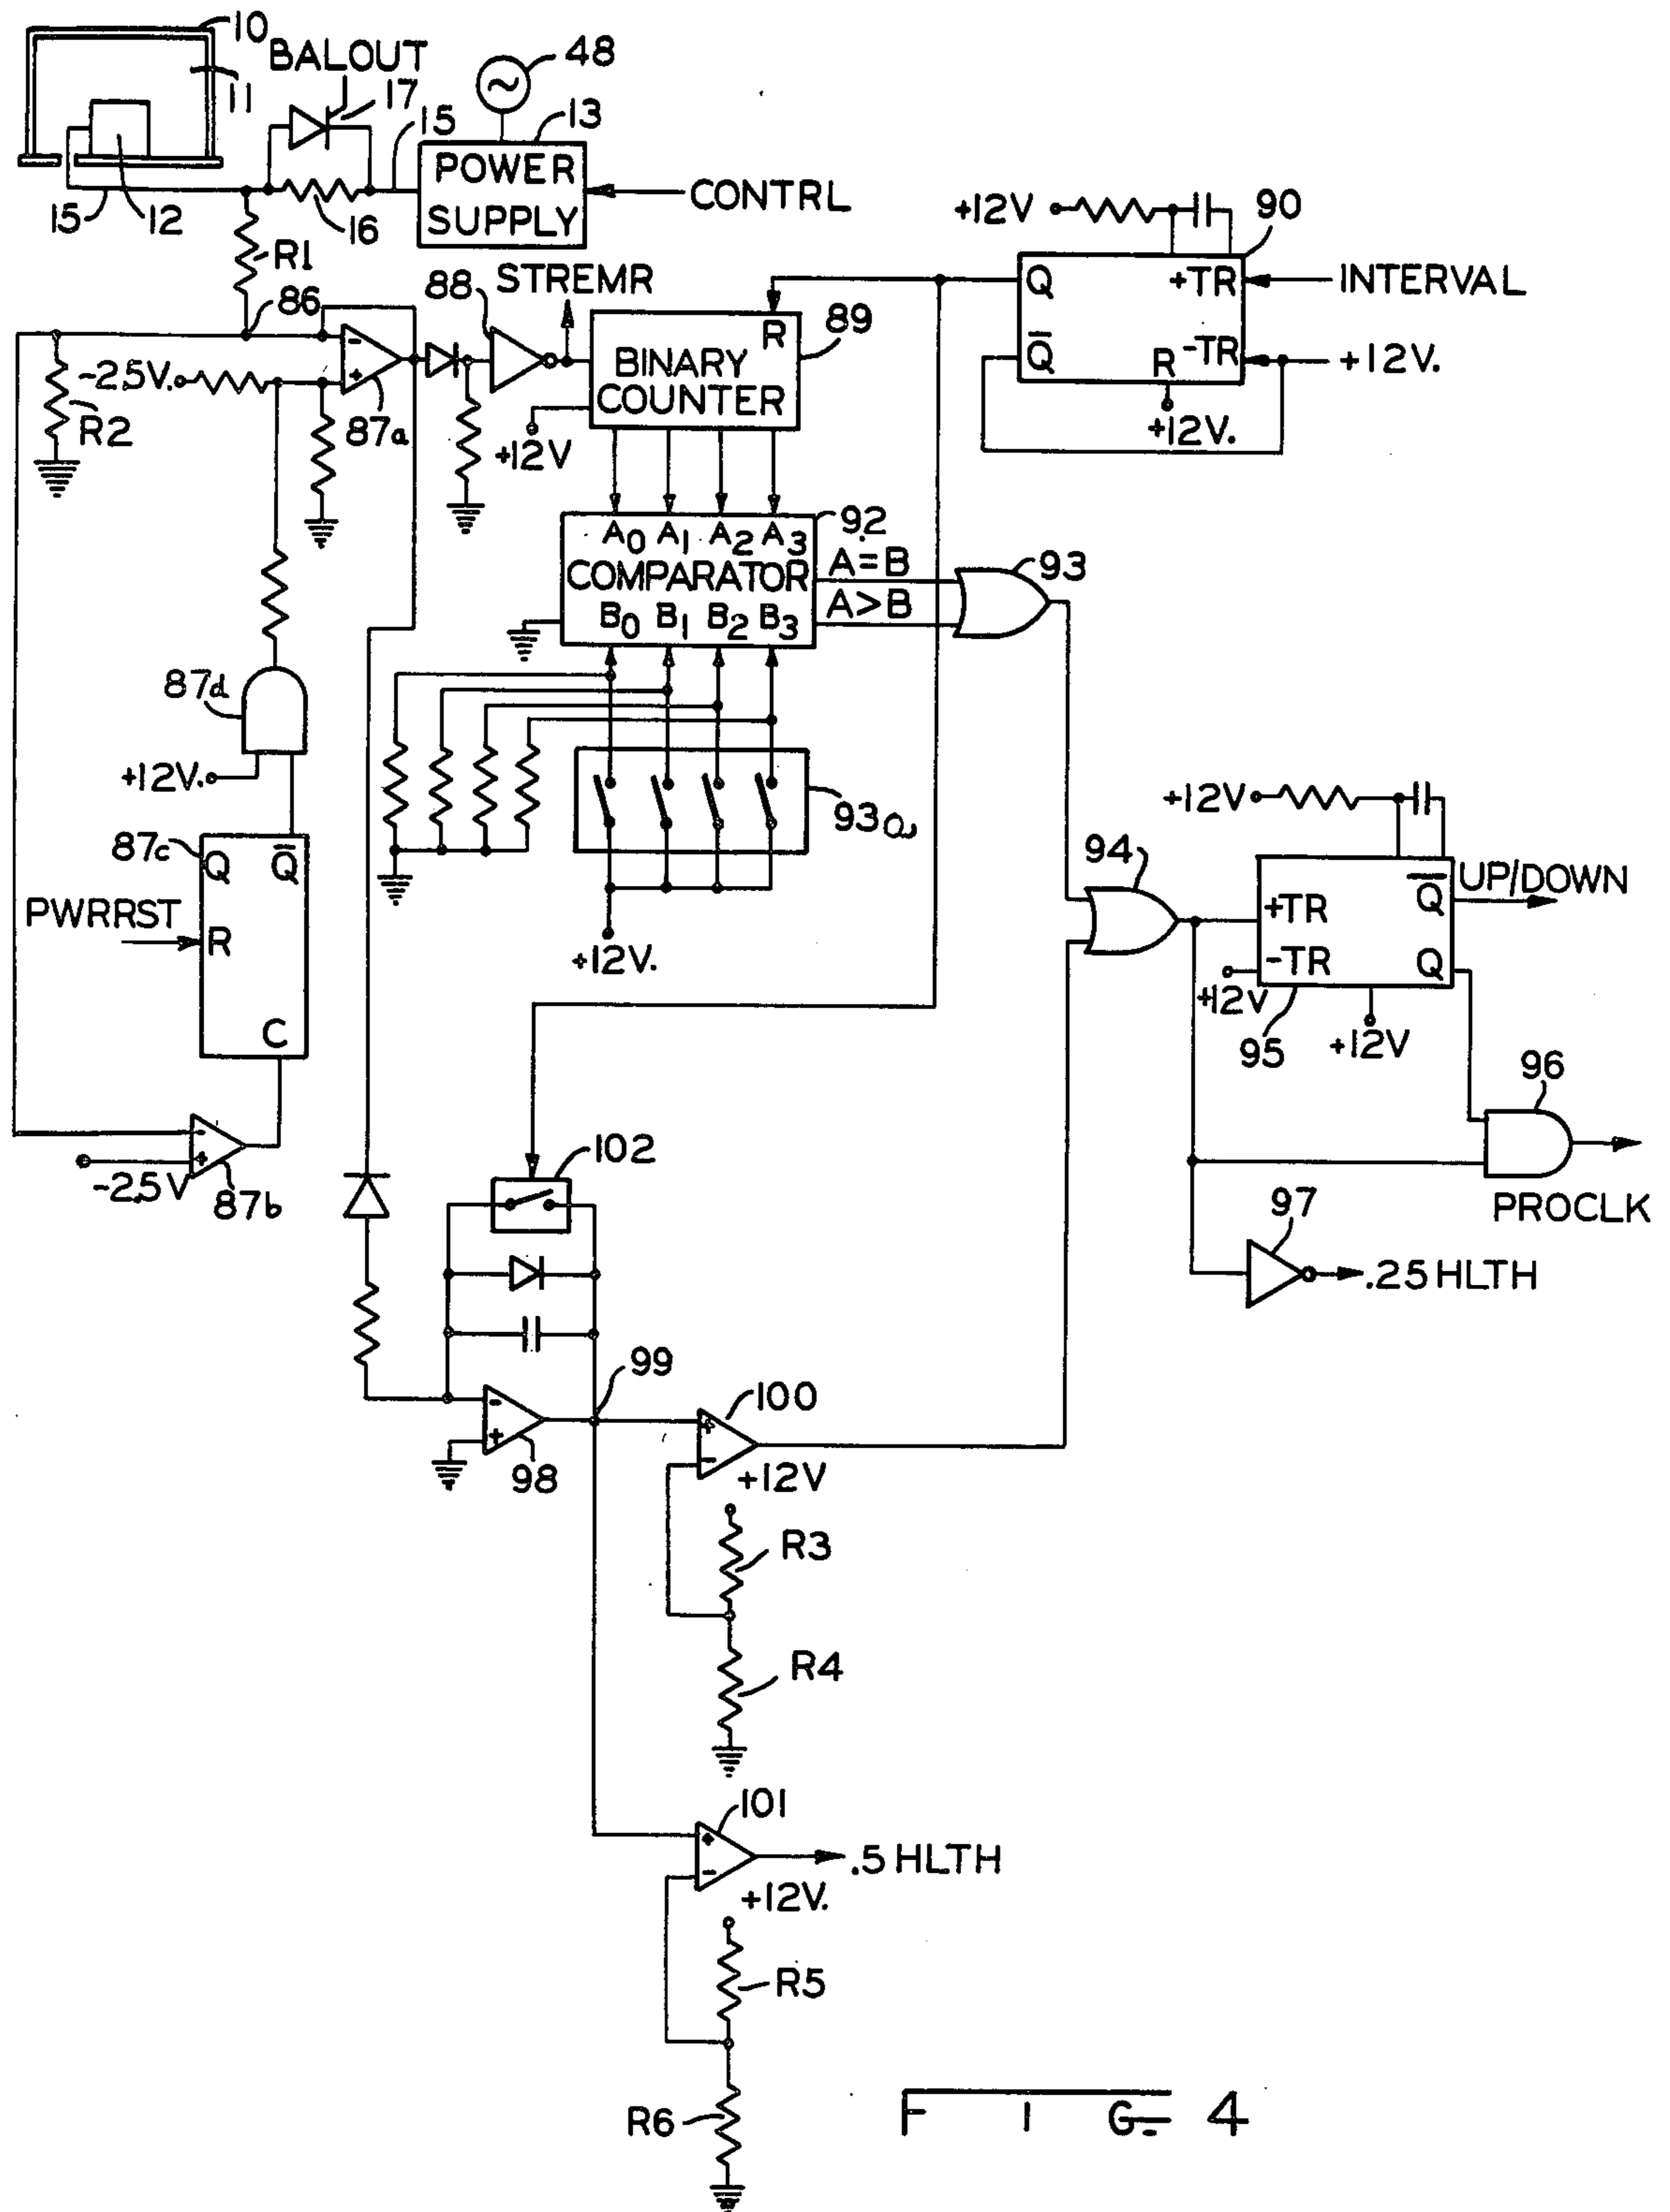 10
BALOUT
48
11
17
15
13
POWER
SUPPLY
CONTRL
15
12
16
R1
+12V
90
Q
+TR
INTERVAL
Q
-TR
+12V.
R
+12V.
86
88
STREMR
R
89
BINARY
COUNTER
-
+
-2.5V.
87a
R2
+12V
92
A0 A1 A2 A3
COMPARATOR
B0 B1 B2 B3
A=B
A>B
93
87d
+12V.
93a
+12V.
87c
Q
Q
PWRRST
R
C
-
+
-2.5V
87b
94
+12V
+TR
-TR
Q
Q
UP/DOWN
+12V
95
+12V
96
PROCLK
97
.25 HLTH
102
99
-
+
98
100
+
-
+12V
R3
R4
101
+
-
.5 HLTH
+12V.
R5
R6
FIG_ 4